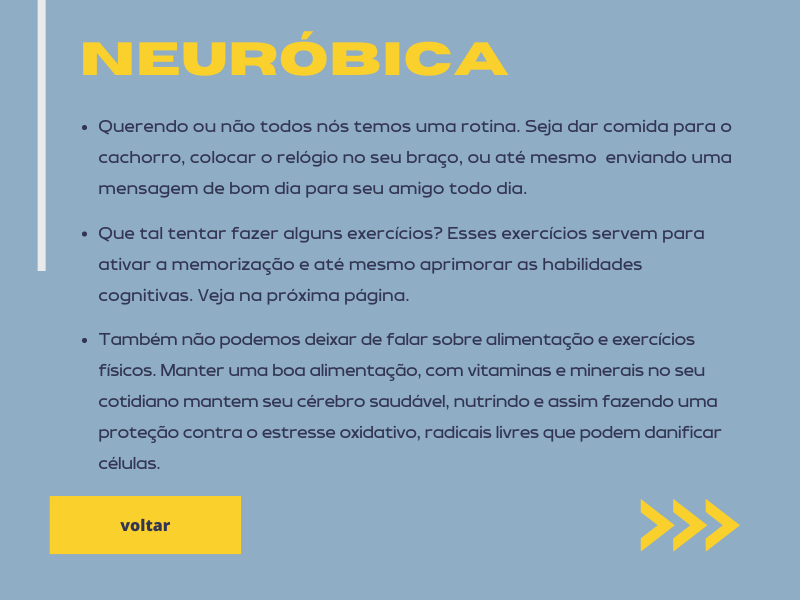 NEURÓBICA
• Querendo ou não todos nós temos uma rotina. Seja dar comida para o
cachorro, colocar o relógio no seu braço, ou até mesmo  enviando uma
mensagem de bom dia para seu amigo todo dia.
• Que tal tentar fazer alguns exercícios? Esses exercícios servem para
ativar a memorização e até mesmo aprimorar as habilidades
cognitivas. Veja na próxima página.
• Também não podemos deixar de falar sobre alimentação e exercícios
físicos. Manter uma boa alimentação, com vitaminas e minerais no seu
cotidiano mantem seu cérebro saudável, nutrindo e assim fazendo uma
proteção contra o estresse oxidativo, radicais livres que podem danificar
células.
voltar